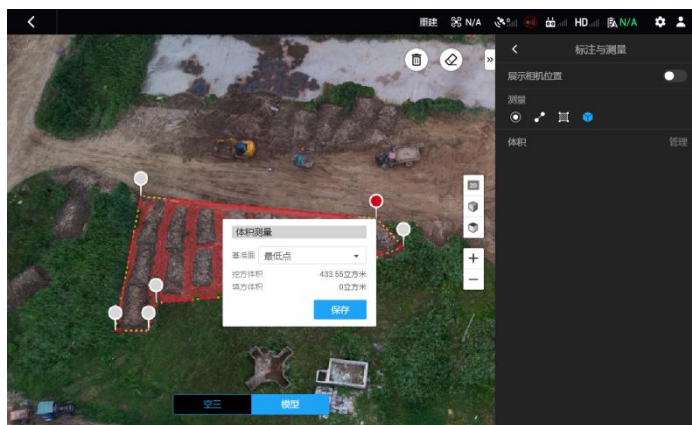 重建 N/A HD N/A
标注与测量
展示相机位置
测量
体积 管理
2D
体积测量
基准面 最低点
挖方体积 433.55立方米
填方体积 0立方米
保存
空三 模型